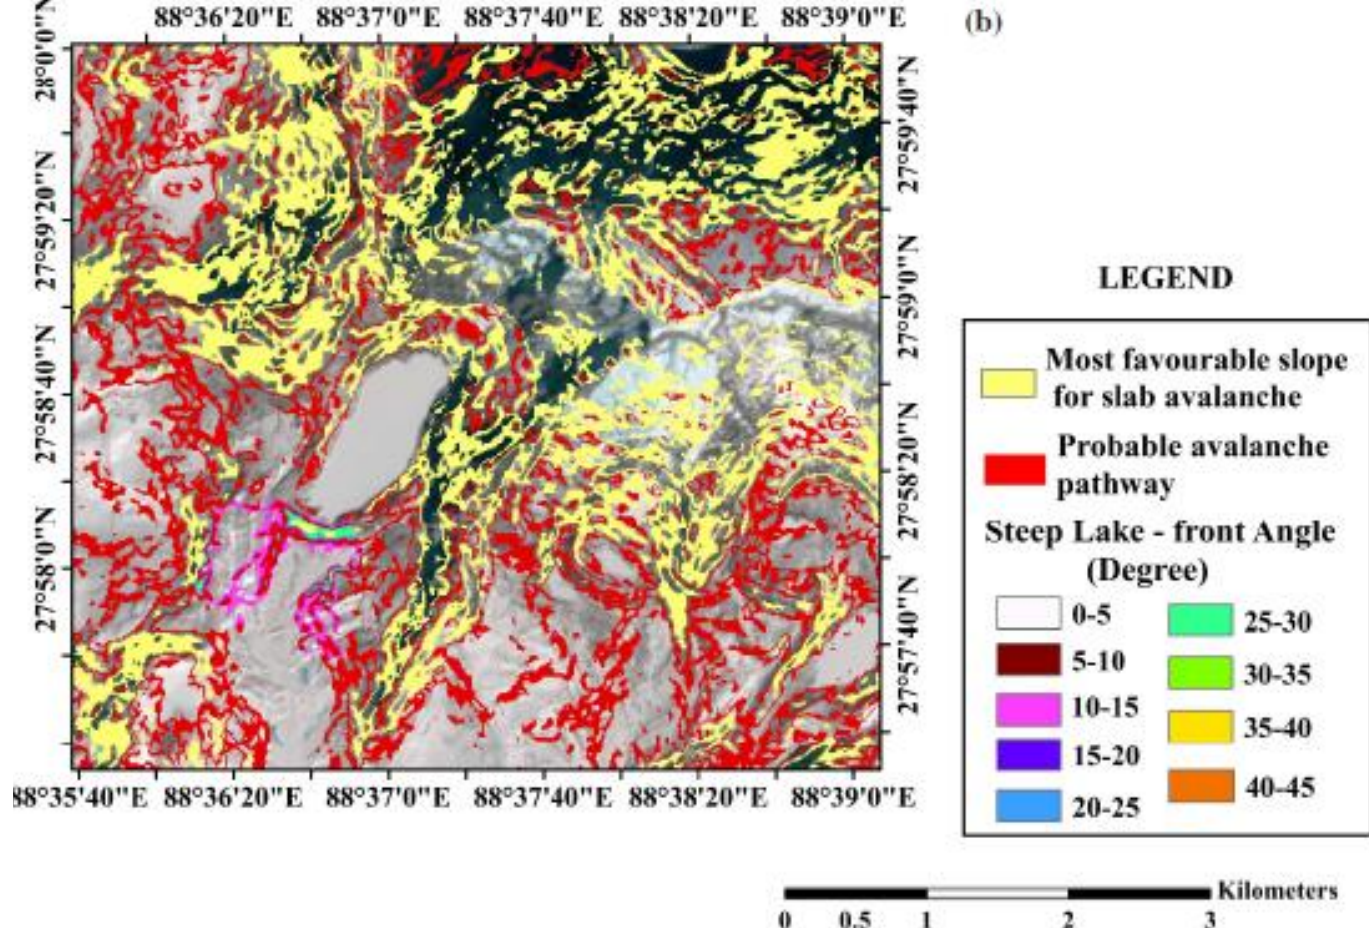 88°36'20"E 88°37'0"E 88°37'40"E 88°38'20"E 88°39'0"E
(b)
28°0'0"N
27°59'20"N
27°58'40"N
27°58'0"N
27°59'40"N
27°59'0"N
27°58'20"N
27°57'40"N
88°35'40"E 88°36'20"E 88°37'0"E 88°37'40"E 88°38'20"E 88°39'0"E
LEGEND
Most favourable slope
for slab avalanche
Probable avalanche
pathway
Steep Lake - front Angle
(Degree)
0-5
5-10
10-15
15-20
20-25
25-30
30-35
35-40
40-45
Kilometers
0 0.5 1 2 3